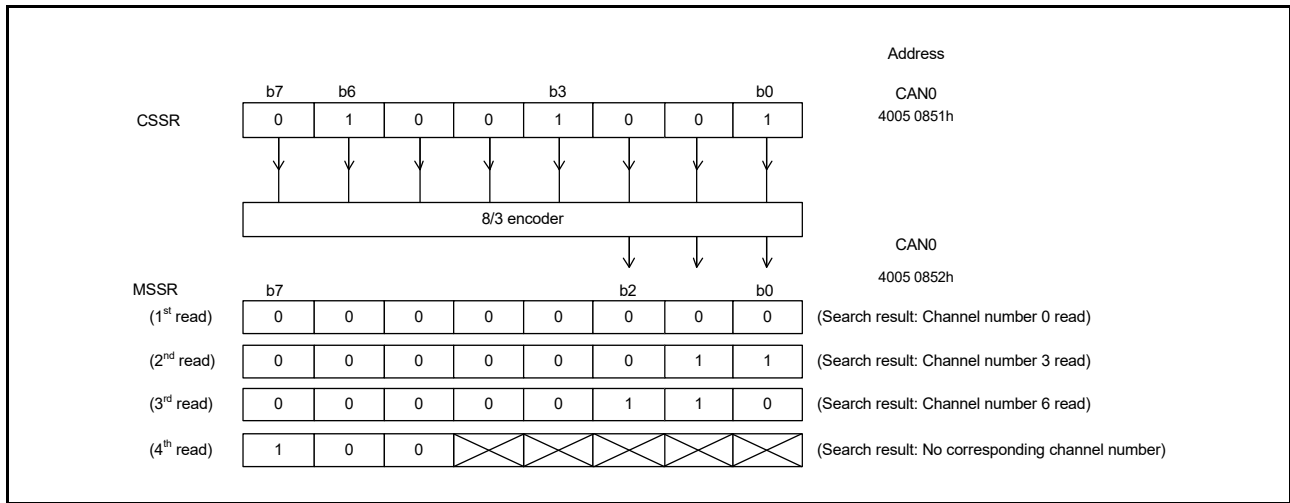 Address
b7 b6 b3 b0 CAN0
CSSR 0 1 0 0 1 0 0 1 4005 0851h
8/3 encoder
CAN0
4005 0852h
MSSR b7 b2 b0
(1st read) 0 0 0 0 0 0 0 0 (Search result: Channel number 0 read)
(2nd read) 0 0 0 0 0 0 1 1 (Search result: Channel number 3 read)
(3rd read) 0 0 0 0 0 1 1 0 (Search result: Channel number 6 read)
(4th read) 1 0 0 (Search result: No corresponding channel number)